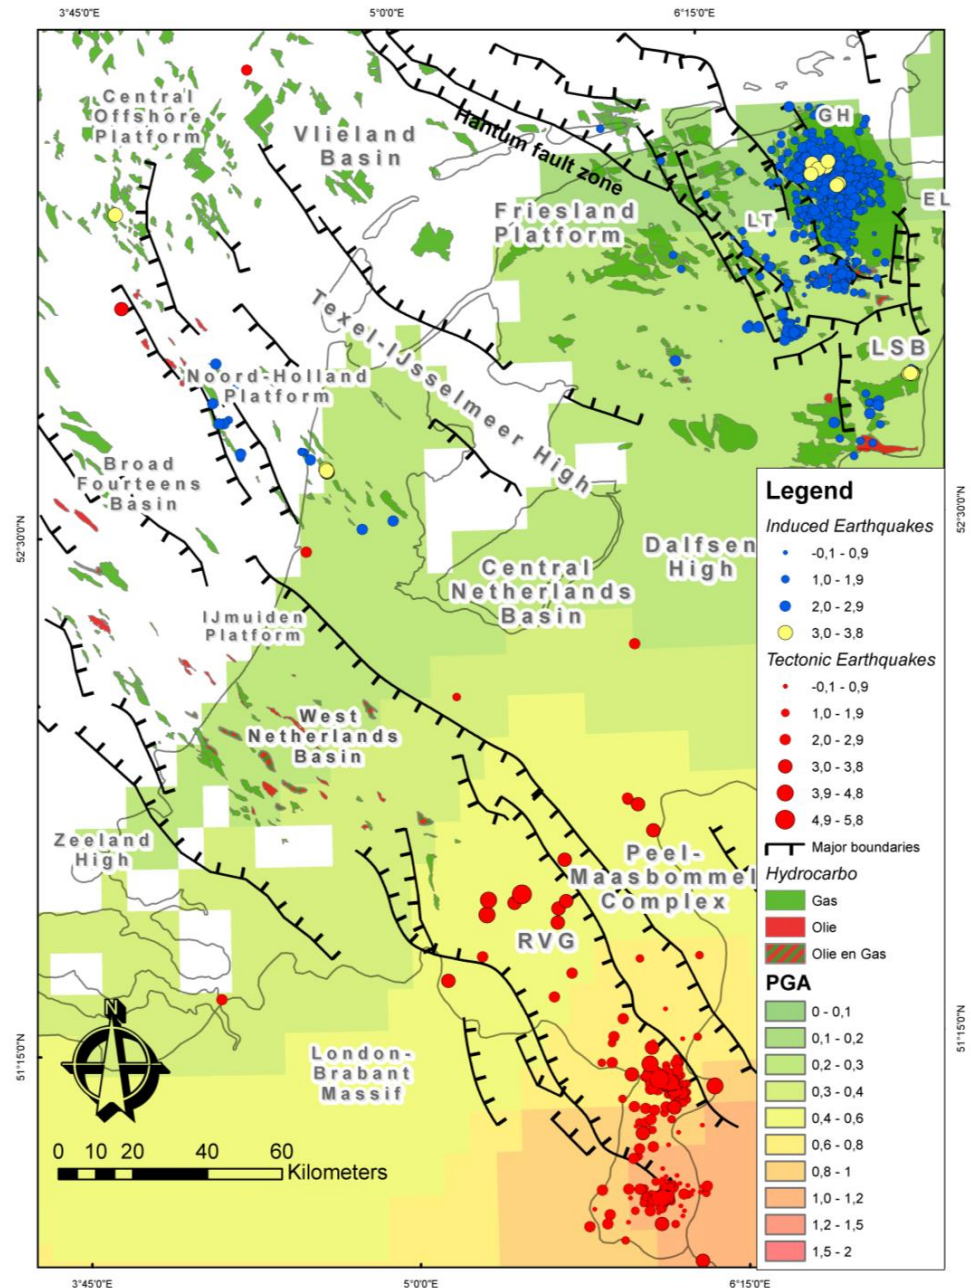 3°45'0"E
5°0'0"E
6°15'0"E
Central
Offshore
Platform
Vlieland
Basin
Hantum fault zone
GH
EL
LT
Friesland
Platform
Texel-IJsselmeer High
LSB
Noord-Holland
Platform
Broad
Fourteens
Basin
52°30'0"N
52°30'0"N
Dalfsen
High
Central
Netherlands
Basin
IJmuiden
Platform
West
Netherlands
Basin
Zeeland
High
Peel-
Maasbommel
Complex
RVG
51°15'0"N
51°15'0"N
N
London-
Brabant
Massif
0 10 20 40 60
Kilometers
Legend
Induced Earthquakes
-0,1 - 0,9
1,0 - 1,9
2,0 - 2,9
3,0 - 3,8
Tectonic Earthquakes
-0,1 - 0,9
1,0 - 1,9
2,0 - 2,9
3,0 - 3,8
3,9 - 4,8
4,9 - 5,8
Major boundaries
Hydrocarbo
Gas
Olie
Olie en Gas
PGA
0 - 0,1
0,1 - 0,2
0,2 - 0,3
0,3 - 0,4
0,4 - 0,6
0,6 - 0,8
0,8 - 1
1,0 - 1,2
1,2 - 1,5
1,5 - 2
3°45'0"E
5°0'0"E
6°15'0"E